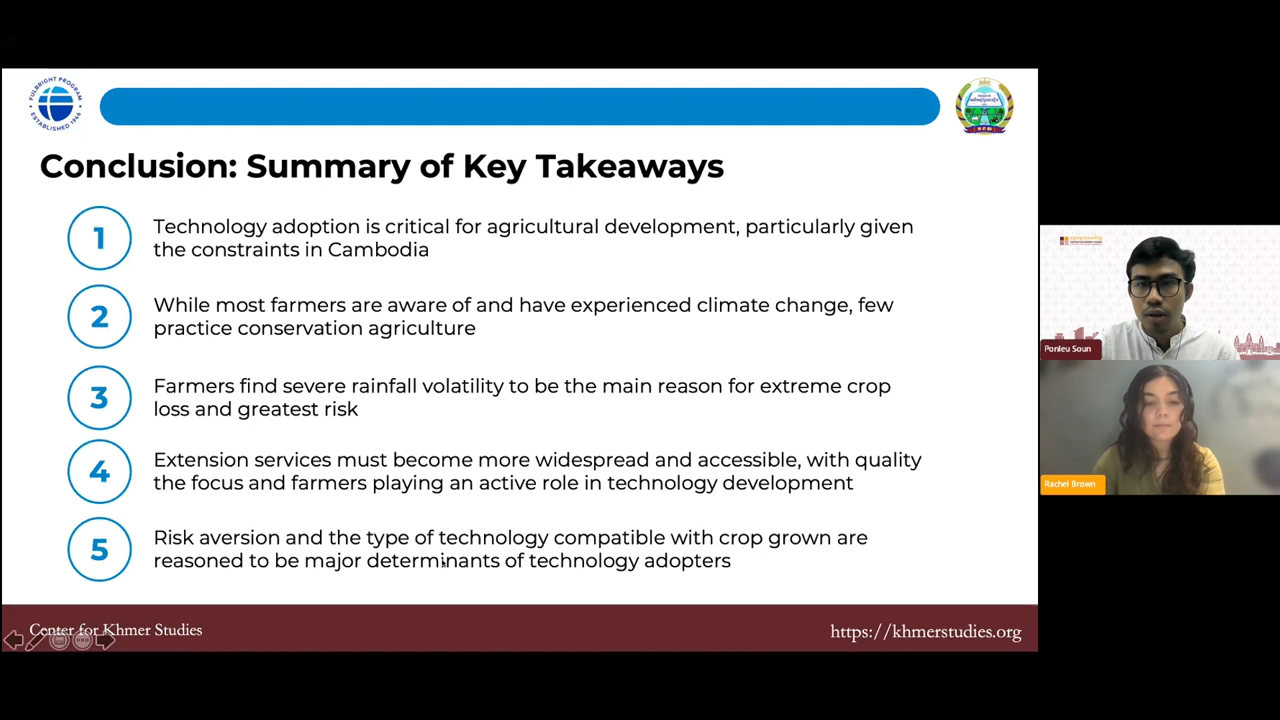 FULBRIGHT PROGRAM
ESTABLISHED 1946
Conclusion: Summary of Key Takeaways
1
Technology adoption is critical for agricultural development, particularly given
the constraints in Cambodia
2
While most farmers are aware of and have experienced climate change, few
practice conservation agriculture
3
Farmers find severe rainfall volatility to be the main reason for extreme crop
loss and greatest risk
4
Extension services must become more widespread and accessible, with quality
the focus and farmers playing an active role in technology development
5
Risk aversion and the type of technology compatible with crop grown are
reasoned to be major determinants of technology adopters
Center for Khmer Studies
https://khmerstudies.org
Ponleu Soun
Rachel Brown